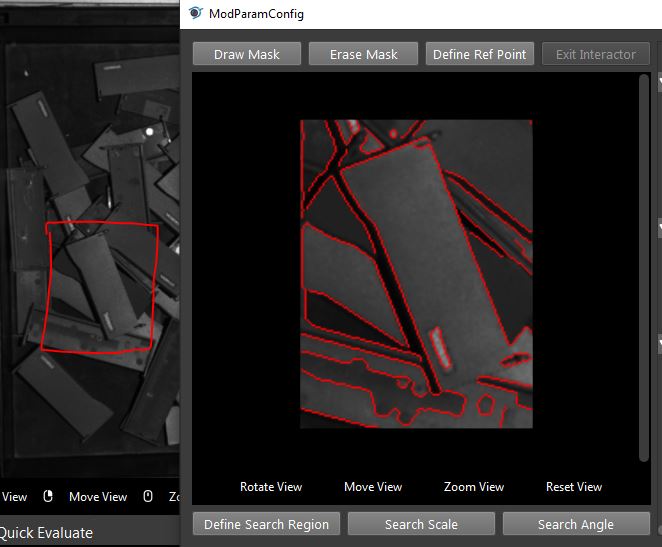 ModParamConfig
Draw Mask
Erase Mask
Define Ref Point
Exit Interactor
Rotate View
Move View
Zoom View
Reset View
View
Move View
Zo
Define Search Region
Search Scale
Search Angle
Quick Evaluate